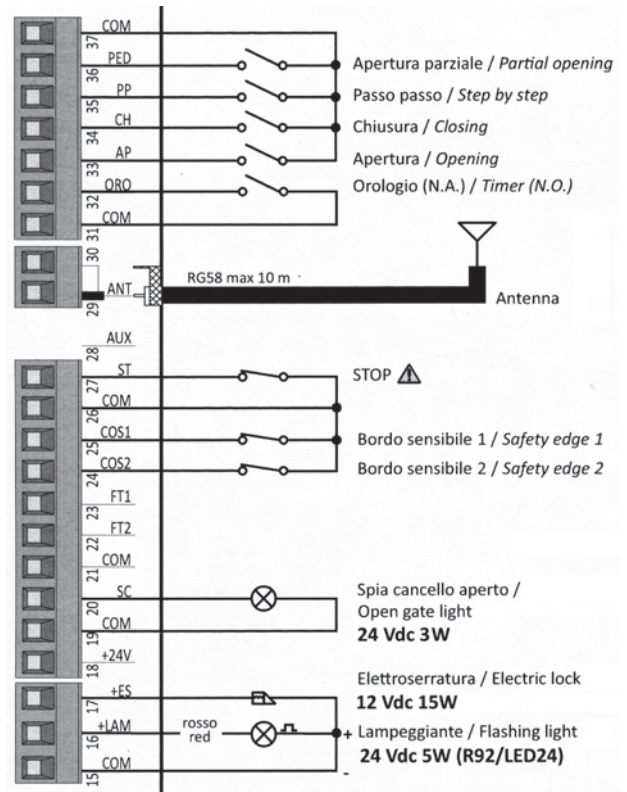 COM
37
PED
Apertura parziale / Partial opening
36
PP
Passo passo / Step by step
35
CH
Chiusura / Closing
34
AP
Apertura / Opening
33
ORO
Orologio (N.A.) / Timer (N.O.)
32
COM
31
30
RG58 max 10 m
ANT
Antenna
29
AUX
28
ST
STOP
27
COM
26
COS1
Bordo sensibile 1 / Safety edge 1
25
COS2
Bordo sensibile 2 / Safety edge 2
24
FT1
23
FT2
22
COM
21
SC
Spia cancello aperto /
Open gate light
24 Vdc 3W
20
COM
19
+24V
18
Elettroserratura / Electric lock
12 Vdc 15W
+ES
17
+LAM
rosso
red
+
Lampeggiante / Flashing light
24 Vdc 5W (R92/LED24)
16
COM
-
15